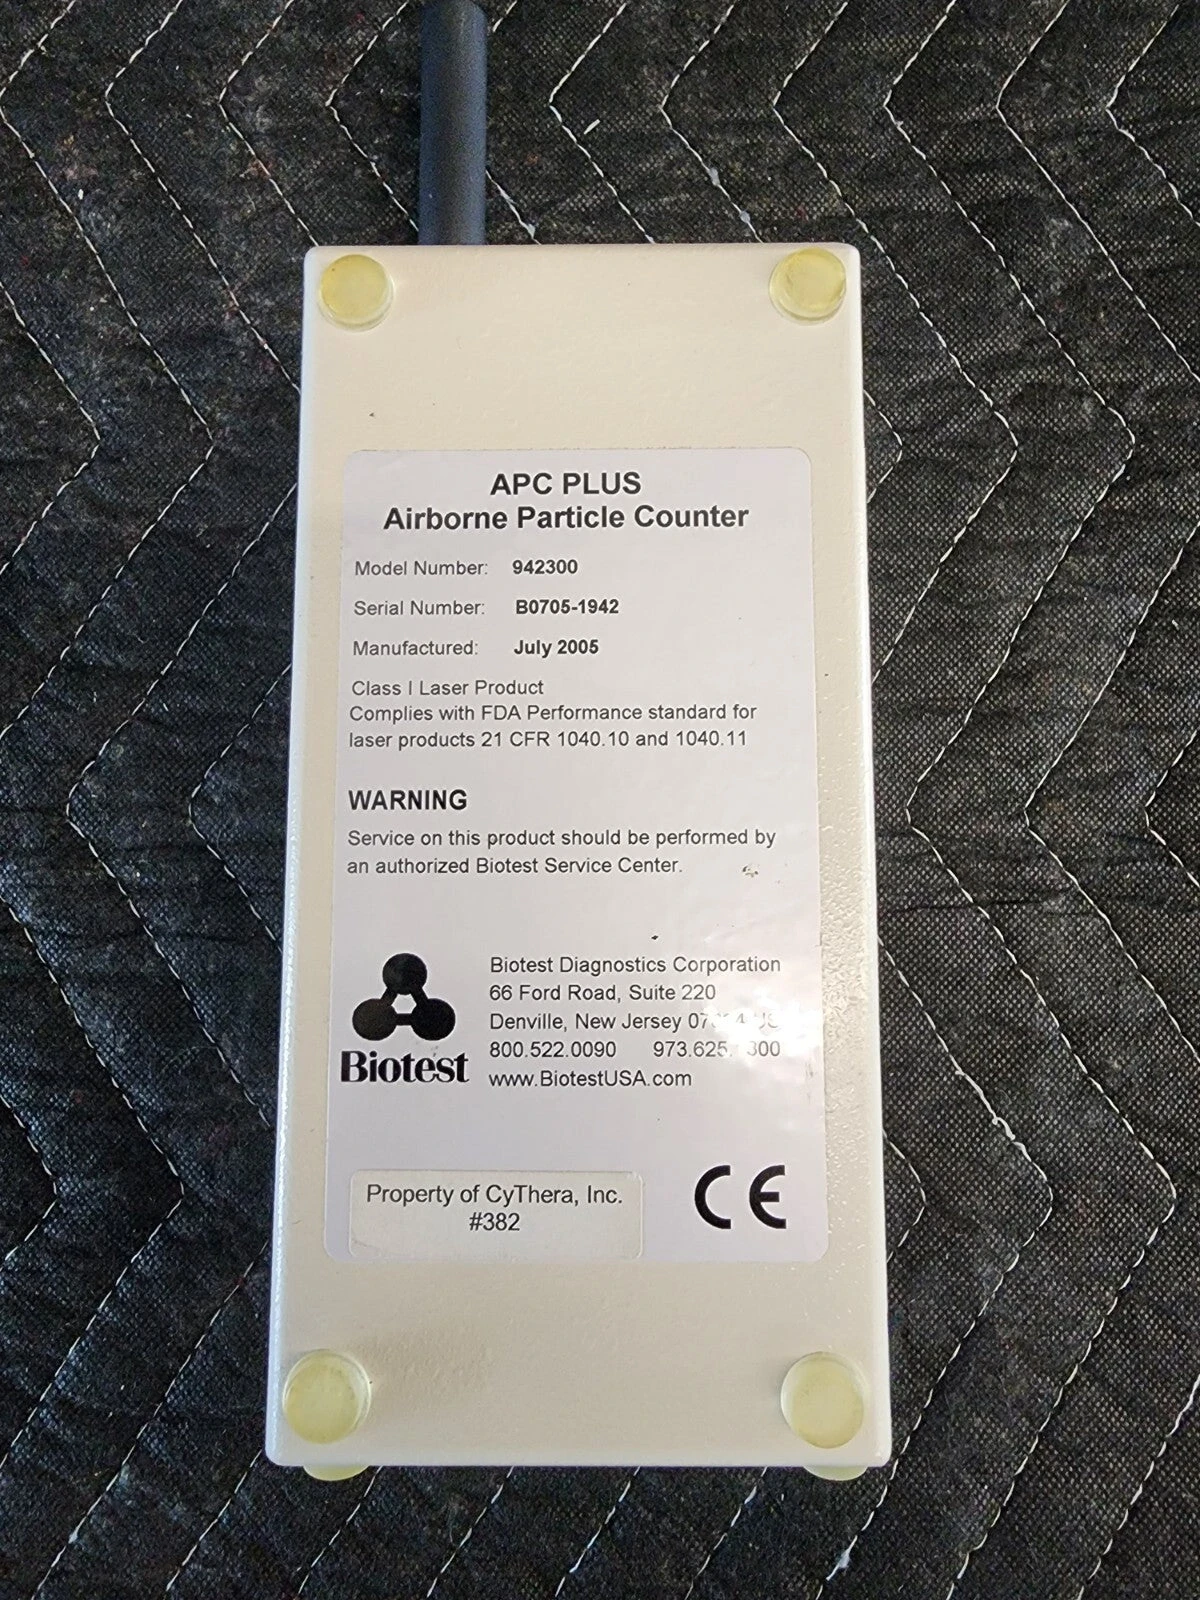 APC PLUS
Airborne Particle Counter
Model Number: 942300
Serial Number: B0705-1942
Manufactured: July 2005
Class I Laser Product
Complies with FDA Performance standard for
laser products 21 CFR 1040.10 and 1040.11
WARNING
Service on this product should be performed by
an authorized Biotest Service Center.
Biotest
Biotest Diagnostics Corporation
66 Ford Road, Suite 220
Denville, New Jersey
800.522.0090
www.BiotestUSA.com
Property of CyThera, Inc.
#382
CE